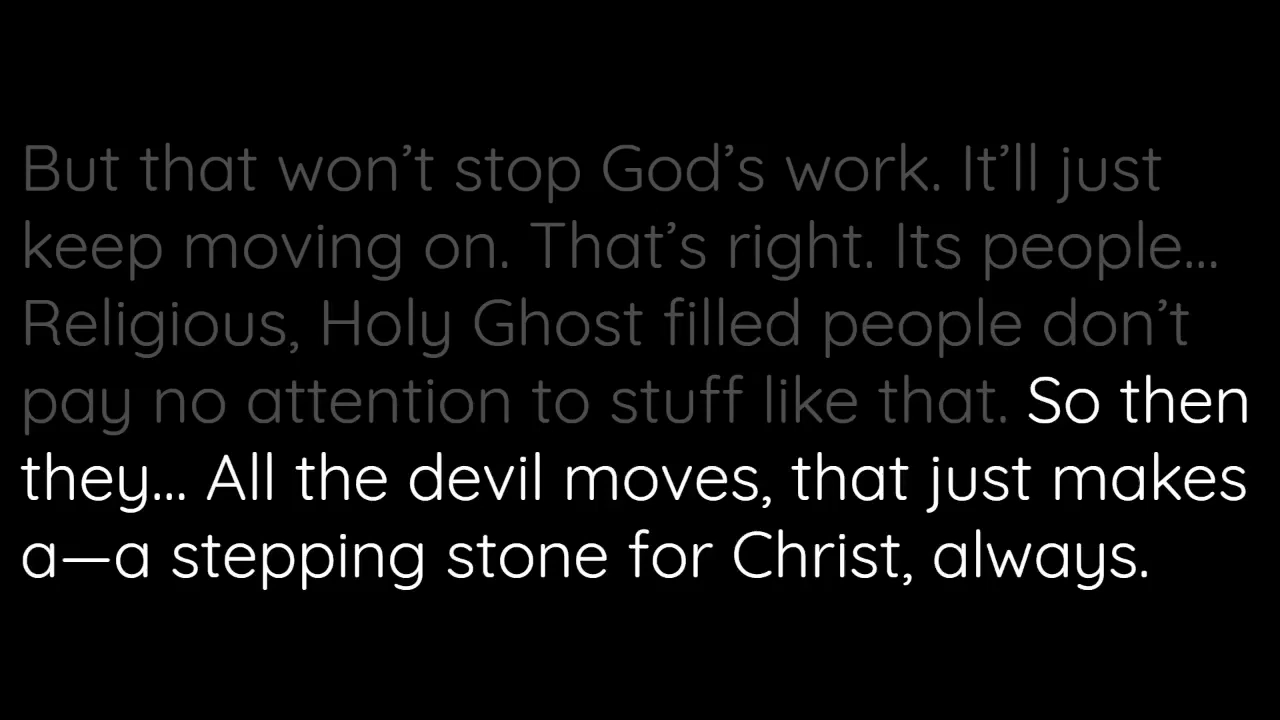 But that won’t stop God’s work. It’ll just
keep moving on. That’s right. Its people...
Religious, Holy Ghost filled people don’t
pay no attention to stuff like that. So then
they... All the devil moves, that just makes
a—a stepping stone for Christ, always.